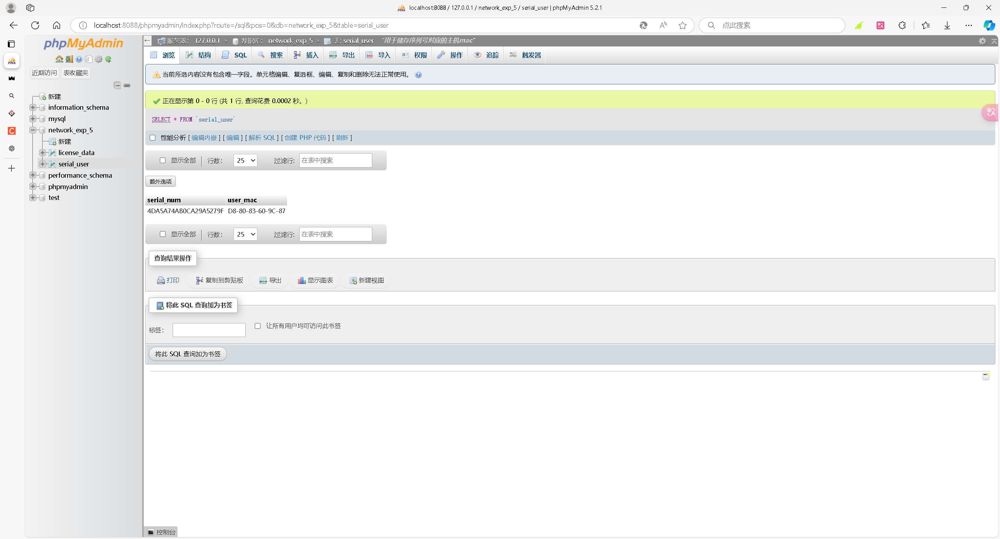 localhost:8088 / 127.0.0.1 / network_exp_5 / serial_user | phpMyAdmin 5.2.1
localhost:8088/phpmyadmin/index.php?route=/sql&pos=0&db=network_exp_5&table=serial_user
点此搜索
phpMyAdmin
近期访问 表收藏夹
新建
information_schema
mysql
network_exp_5
新建
license_data
serial_user
performance_schema
phpmyadmin
test
服务器： 127.0.0.1 » 数据库： network_exp_5 » 表: serial_user “用于储存序列号对应的主机mac”
浏览 结构 SQL 搜索 插入 导出 导入 权限 操作 追踪 触发器
当前所选内容没有包含唯一字段。单元格编辑、复选框、编辑、复制和删除无法正常使用。
正在显示第 0 - 0 行 (共 1 行, 查询花费 0.0002 秒。)
SELECT * FROM `serial_user`
性能分析 [ 编辑内嵌 ] [ 编辑 ] [ 解析 SQL ] [ 创建 PHP 代码 ] [ 刷新 ]
显示全部 行数： 25 过滤行: 在表中搜索
额外选项
serial_num user_mac
4DA5A74AB0CA29A5279F D8-80-83-60-9C-87
显示全部 行数： 25 过滤行: 在表中搜索
查询结果操作
打印 复制到剪贴板 导出 显示图表 新建视图
将此 SQL 查询加为书签
标签： 让所有用户均可访问此书签
将此 SQL 查询加为书签
控制台